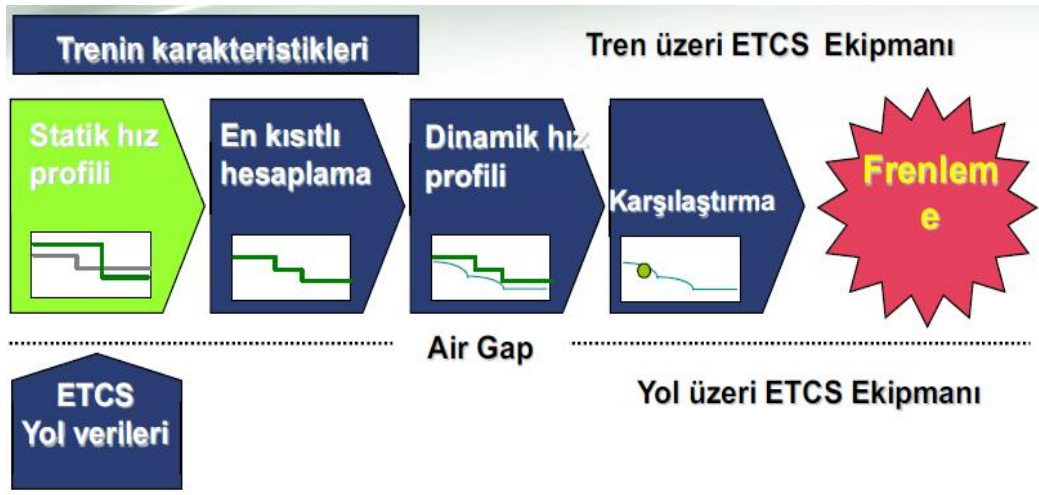 Trenin karakteristikleri
Tren üzeri ETCS Ekipmanı
Statik hız
profili
En kısıtlı
hesaplama
Dinamik hız
profili
Karşılaştırma
Frenlem
e
Air Gap
ETCS
Yol verileri
Yol üzeri ETCS Ekipmanı